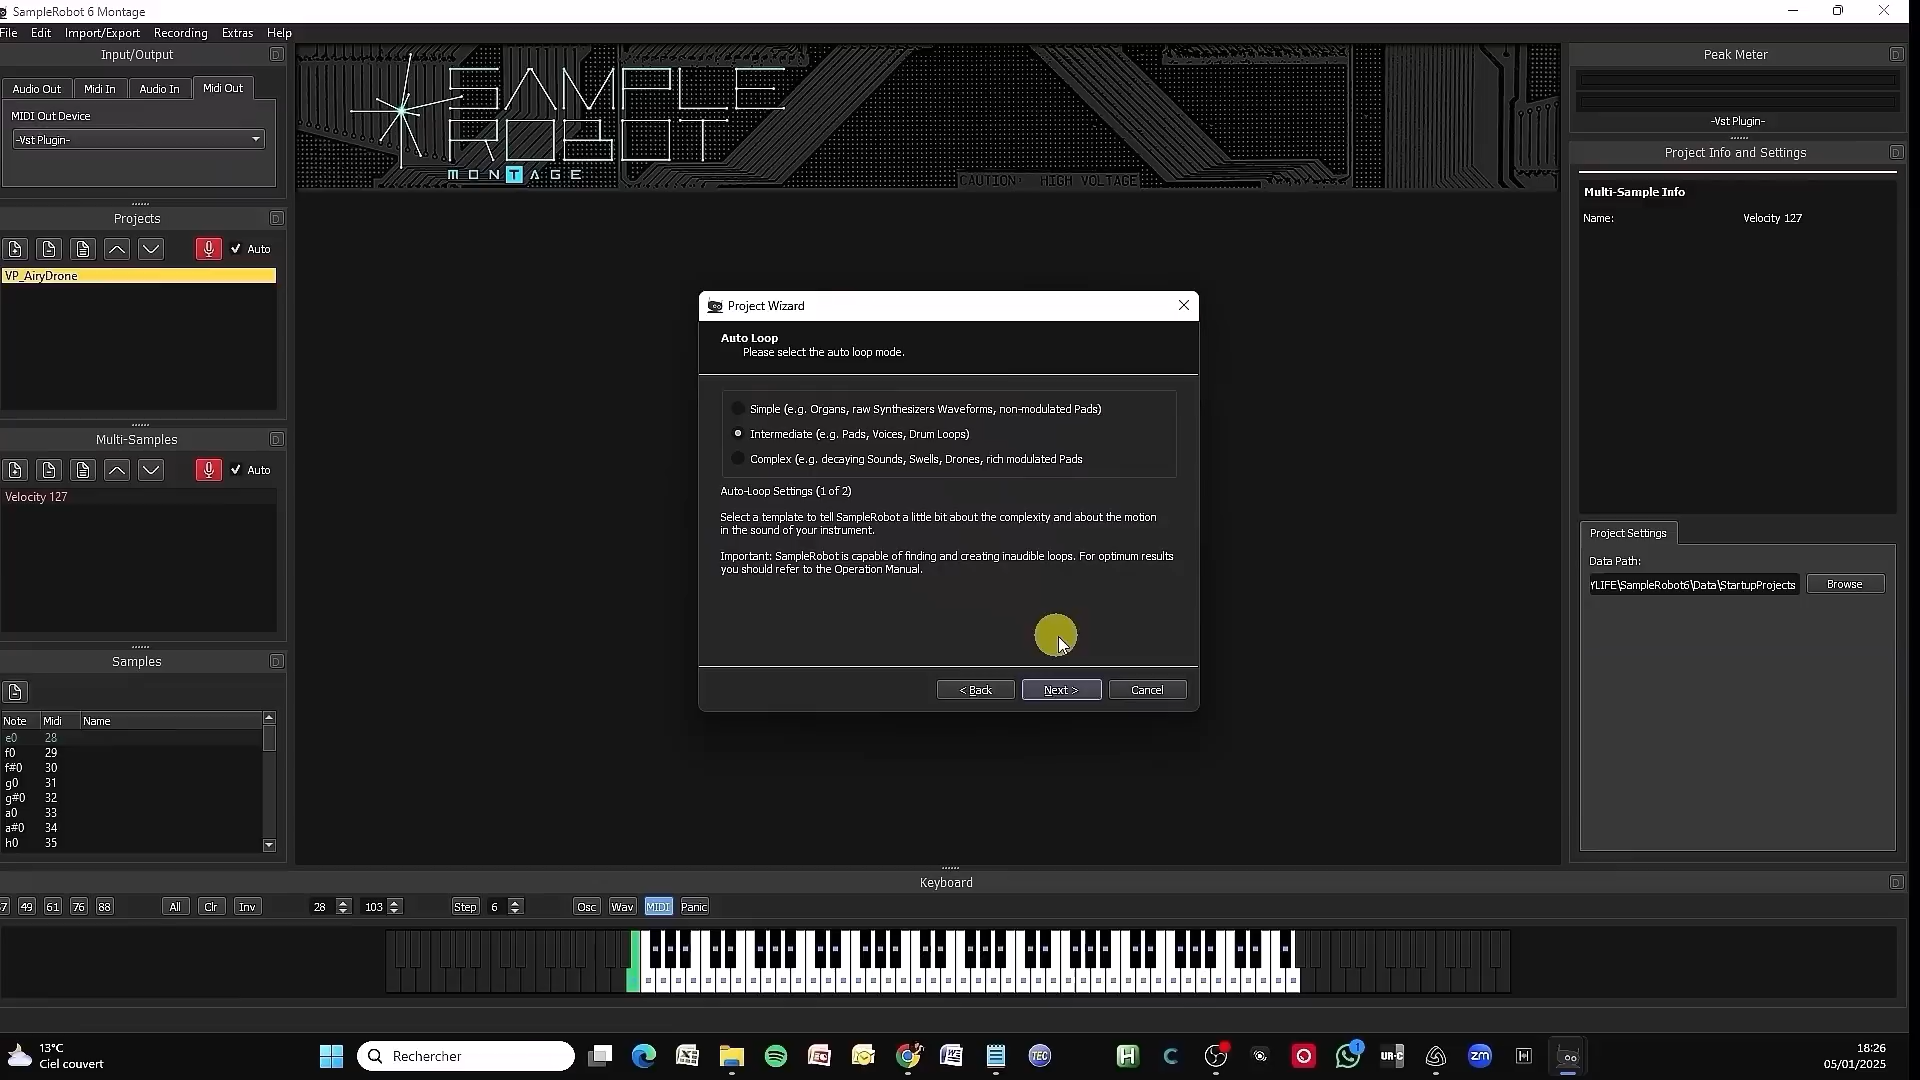 SampleRobot 6 Montage
File Edit Import/Export Recording Extras Help
Input/Output
Audio Out Midi In Audio In Midi Out
MIDI Out Device
-Vst Plugin-
Projects
Auto
VP_AiryDrone
Multi-Samples
Auto
Velocity 127
Samples
Note Midi Name
e0 28
f0 29
f#0 30
g0 31
g#0 32
a0 33
a#0 34
h0 35
SAMPLE
ROBOT
MONTAGE
CAUTION: HIGH VOLTAGE
Project Wizard
Auto Loop
Please select the auto loop mode.
Simple (e.g. Organs, raw Synthesizers Waveforms, non-modulated Pads)
Intermediate (e.g. Pads, Voices, Drum Loops)
Complex (e.g. decaying Sounds, Swells, Drones, rich modulated Pads
Auto-Loop Settings (1 of 2)
Select a template to tell SampleRobot a little bit about the complexity and about the motion
in the sound of your instrument.
Important: SampleRobot is capable of finding and creating inaudible loops. For optimum results
you should refer to the Operation Manual.
< Back Next > Cancel
Peak Meter
-Vst Plugin-
Project Info and Settings
Multi-Sample Info
Name: Velocity 127
Project Settings
Data Path:
YLIFE\SampleRobot6\Data\StartupProjects Browse
Keyboard
49 61 76 88 All Clr Inv 28 103 Step 6 Osc Wav MIDI Panic
13°C
Ciel couvert
Rechercher
TEC
UR-C
zm
1
18:26
05/01/2025